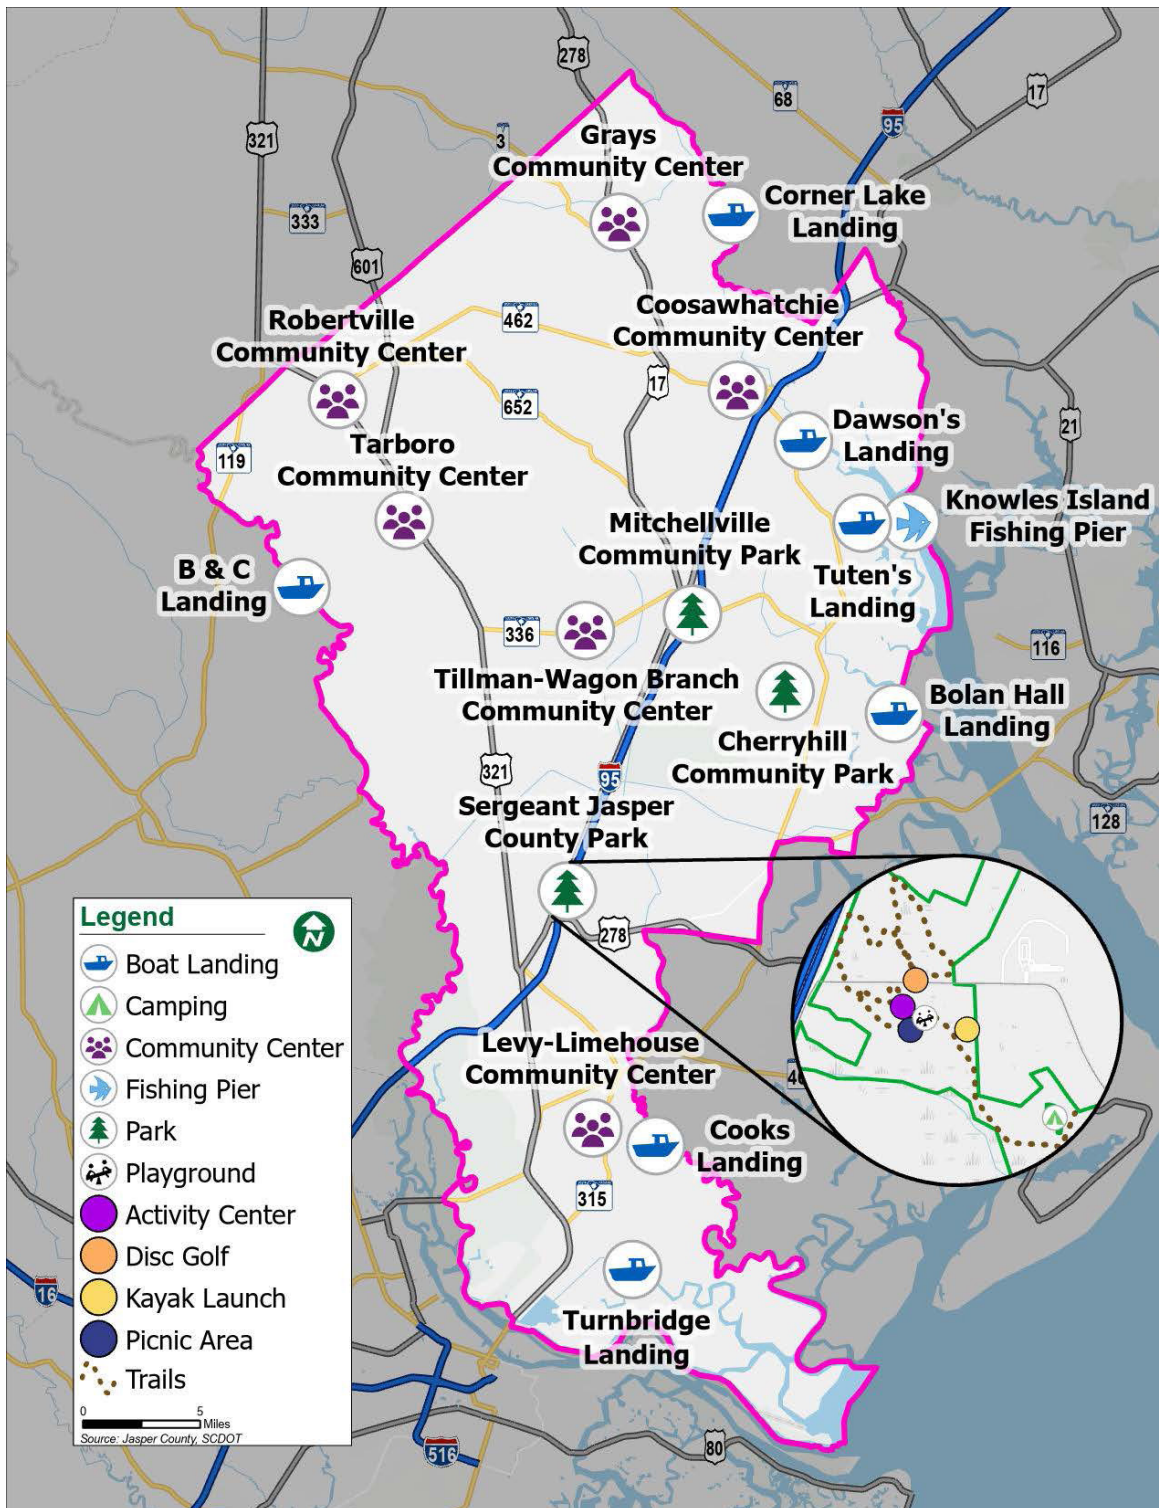 278
17
68
95
321
3
Grays
Community Center
Corner Lake
Landing
333
601
Robertville
Community Center
462
Coosawhatchie
Community Center
17
652
21
Dawson's
Landing
119
Tarboro
Community Center
Knowles Island
Fishing Pier
Mitchellville
Community Park
B & C
Landing
Tuten's
Landing
336
116
Tillman-Wagon Branch
Community Center
Bolan Hall
Landing
Cherryhill
Community Park
321
95
Sergeant Jasper
County Park
128
278
Legend
N
Boat Landing
Camping
Community Center
Fishing Pier
Park
Playground
Activity Center
Disc Golf
Kayak Launch
Picnic Area
Trails
0 5
Miles
Source: Jasper County, SCDOT
Levy-Limehouse
Community Center
Cooks
Landing
315
Turnbridge
Landing
16
516
80